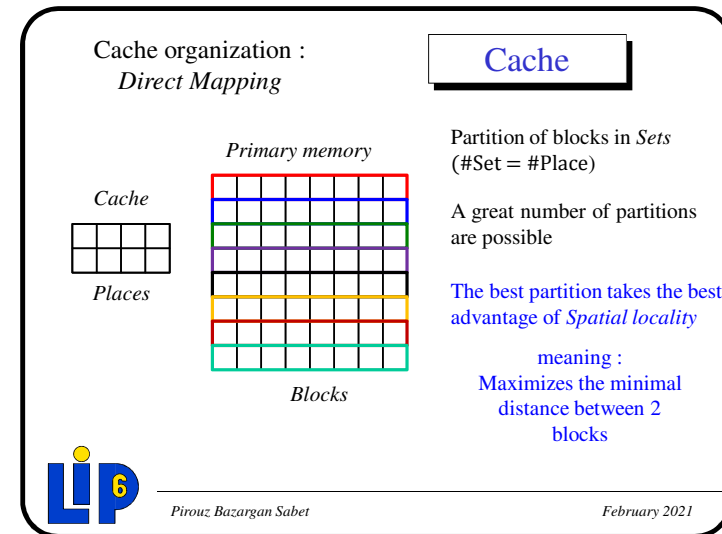 Cache organization :
Direct Mapping
Cache
Primary memory
Cache
Places
Blocks
Partition of blocks in Sets
(#Set = #Place)
A great number of partitions
are possible
The best partition takes the best
advantage of Spatial locality
meaning :
Maximizes the minimal
distance between 2
blocks
LiP6
Pirouz Bazargan Sabet
February 2021